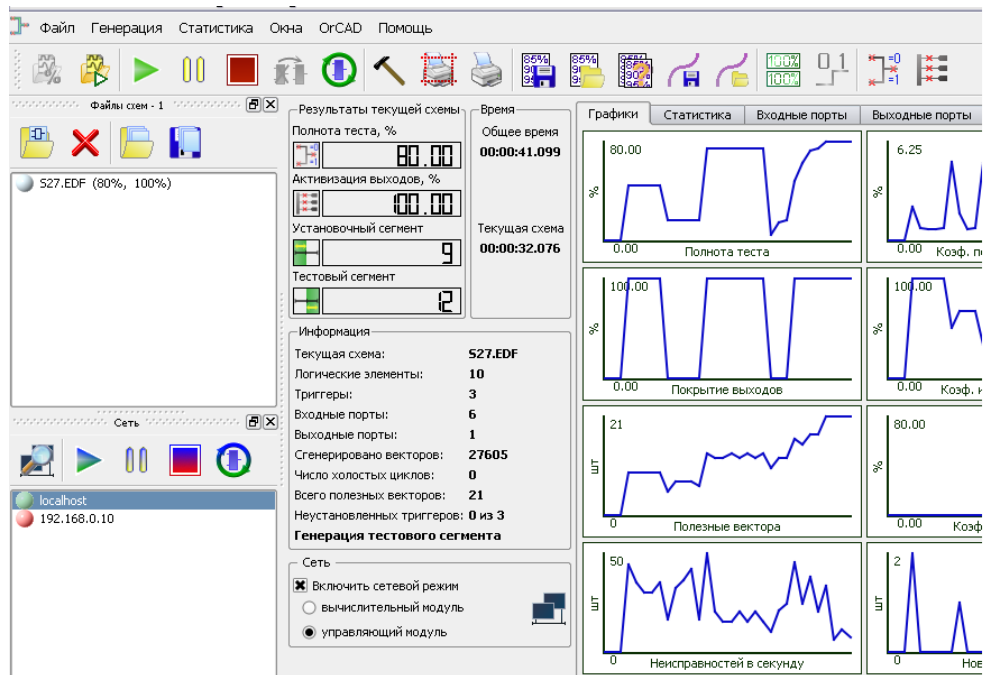 Файл Генерация Статистика Окна OrCAD Помощь
Файлы схем - 1
S27.EDF (80%, 100%)
Сеть
localhost
192.168.0.10
Результаты текущей схемы
Полнота теста, %
80.00
Активизация выходов, %
100.00
Установочный сегмент
9
Тестовый сегмент
12
Время
Общее время
00:00:41.099
Текущая схема
00:00:32.076
Информация
Текущая схема: S27.EDF
Логические элементы: 10
Триггеры: 3
Входные порты: 6
Выходные порты: 1
Сгенерировано векторов: 27605
Число холостых циклов: 0
Всего полезных векторов: 21
Неустановленных триггеров: 0 из 3
Генерация тестового сегмента
Сеть
Включить сетевой режим
вычислительный модуль
управляющий модуль
Графики Статистика Входные порты Выходные порты
80.00
%
0.00 Полнота теста
6.25
%
0.00 Коэф. п
100.00
%
0.00 Покрытие выходов
100.00
%
0.00 Коэф. и
21
шт
0 Полезные вектора
80.00
%
0.00 Коэф
50
шт
0 Неисправностей в секунду
2
шт
0 Нов